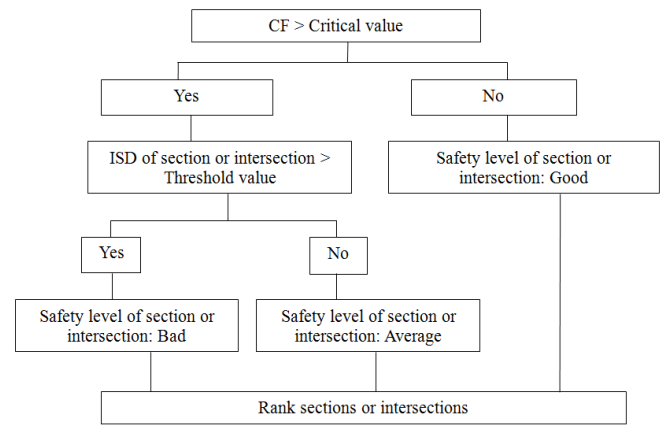 CF > Critical value
Yes
No
ISD of section or intersection >
Threshold value
Safety level of section or
intersection: Good
Yes
No
Safety level of section or
intersection: Bad
Safety level of section or
intersection: Average
Rank sections or intersections